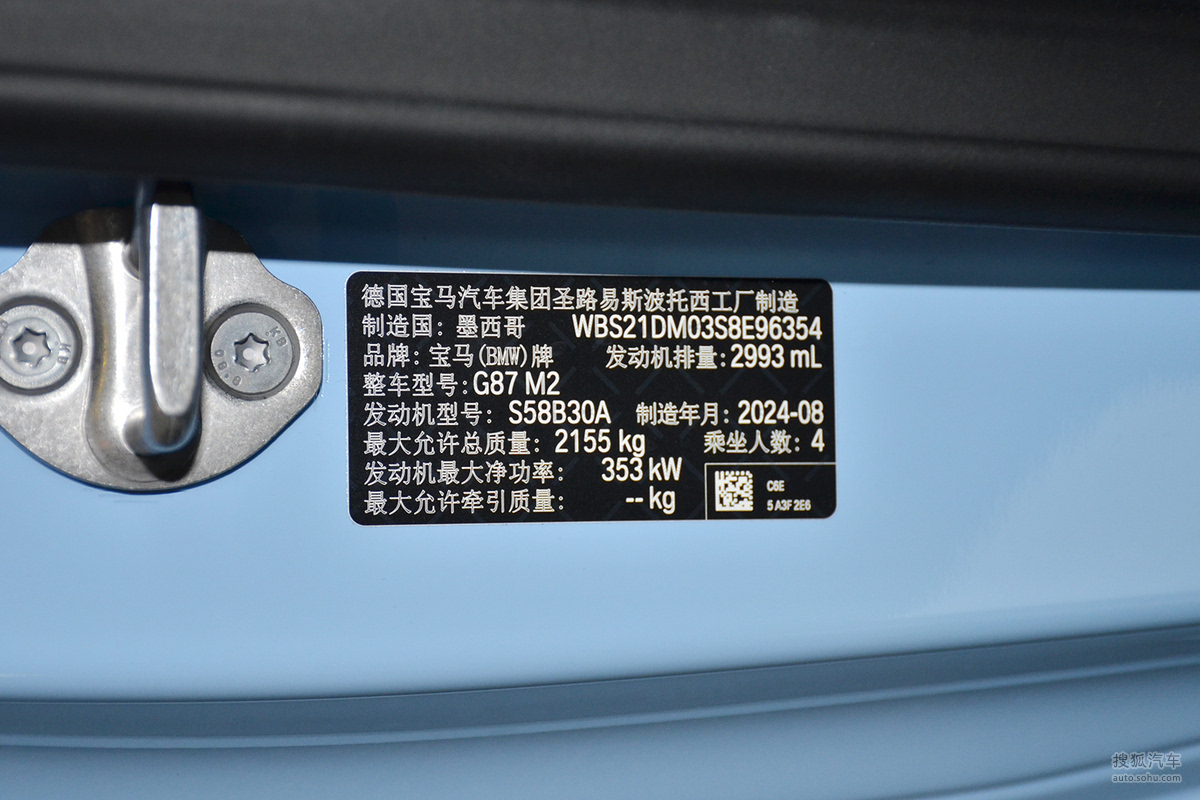 德国宝马汽车集团圣路易斯波托西工厂制造
制造国：墨西哥 WBS21DM03S8E96354
品牌：宝马(BMW)牌 发动机排量：2993 mL
整车型号：G87 M2
发动机型号：S58B30A 制造年月：2024-08
最大允许总质量：2155 kg 乘坐人数：4
发动机最大净功率：353 kW
最大允许牵引质量：-- kg
C6E
5A3F2E6
KB
KB
8.80
搜狐汽车
auto.sohu.com